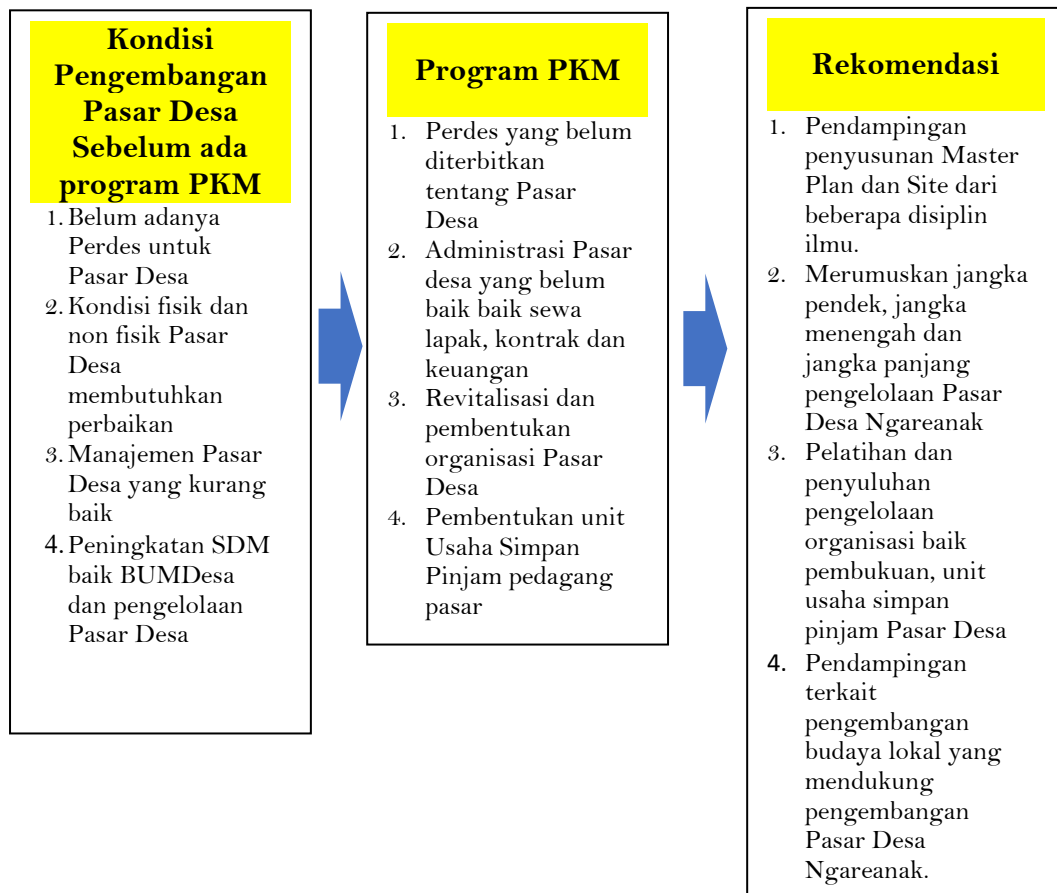 Kondisi
Pengembangan
Pasar Desa
Sebelum ada
program PKM
1. Belum adanya
Perdes untuk
Pasar Desa
2. Kondisi fisik dan
non fisik Pasar
Desa
membutuhkan
perbaikan
3. Manajemen Pasar
Desa yang kurang
baik
4. Peningkatan SDM
baik BUMDesa
dan pengelolaan
Pasar Desa
Program PKM
1. Perdes yang belum
diterbitkan
tentang Pasar
Desa
2. Administrasi Pasar
desa yang belum
baik baik sewa
lapak, kontrak dan
keuangan
3. Revitalisasi dan
pembentukan
organisasi Pasar
Desa
4. Pembentukan unit
Usaha Simpan
Pinjam pedagang
pasar
Rekomendasi
1. Pendampingan
penyusunan Master
Plan dan Site dari
beberapa disiplin
ilmu.
2. Merumuskan jangka
pendek, jangka
menengah dan
jangka panjang
pengelolaan Pasar
Desa Ngareanak
3. Pelatihan dan
penyuluhan
pengelolaan
organisasi baik
pembukuan, unit
usaha simpan
pinjam Pasar Desa
4. Pendampingan
terkait
pengembangan
budaya lokal yang
mendukung
pengembangan
Pasar Desa
Ngareanak.